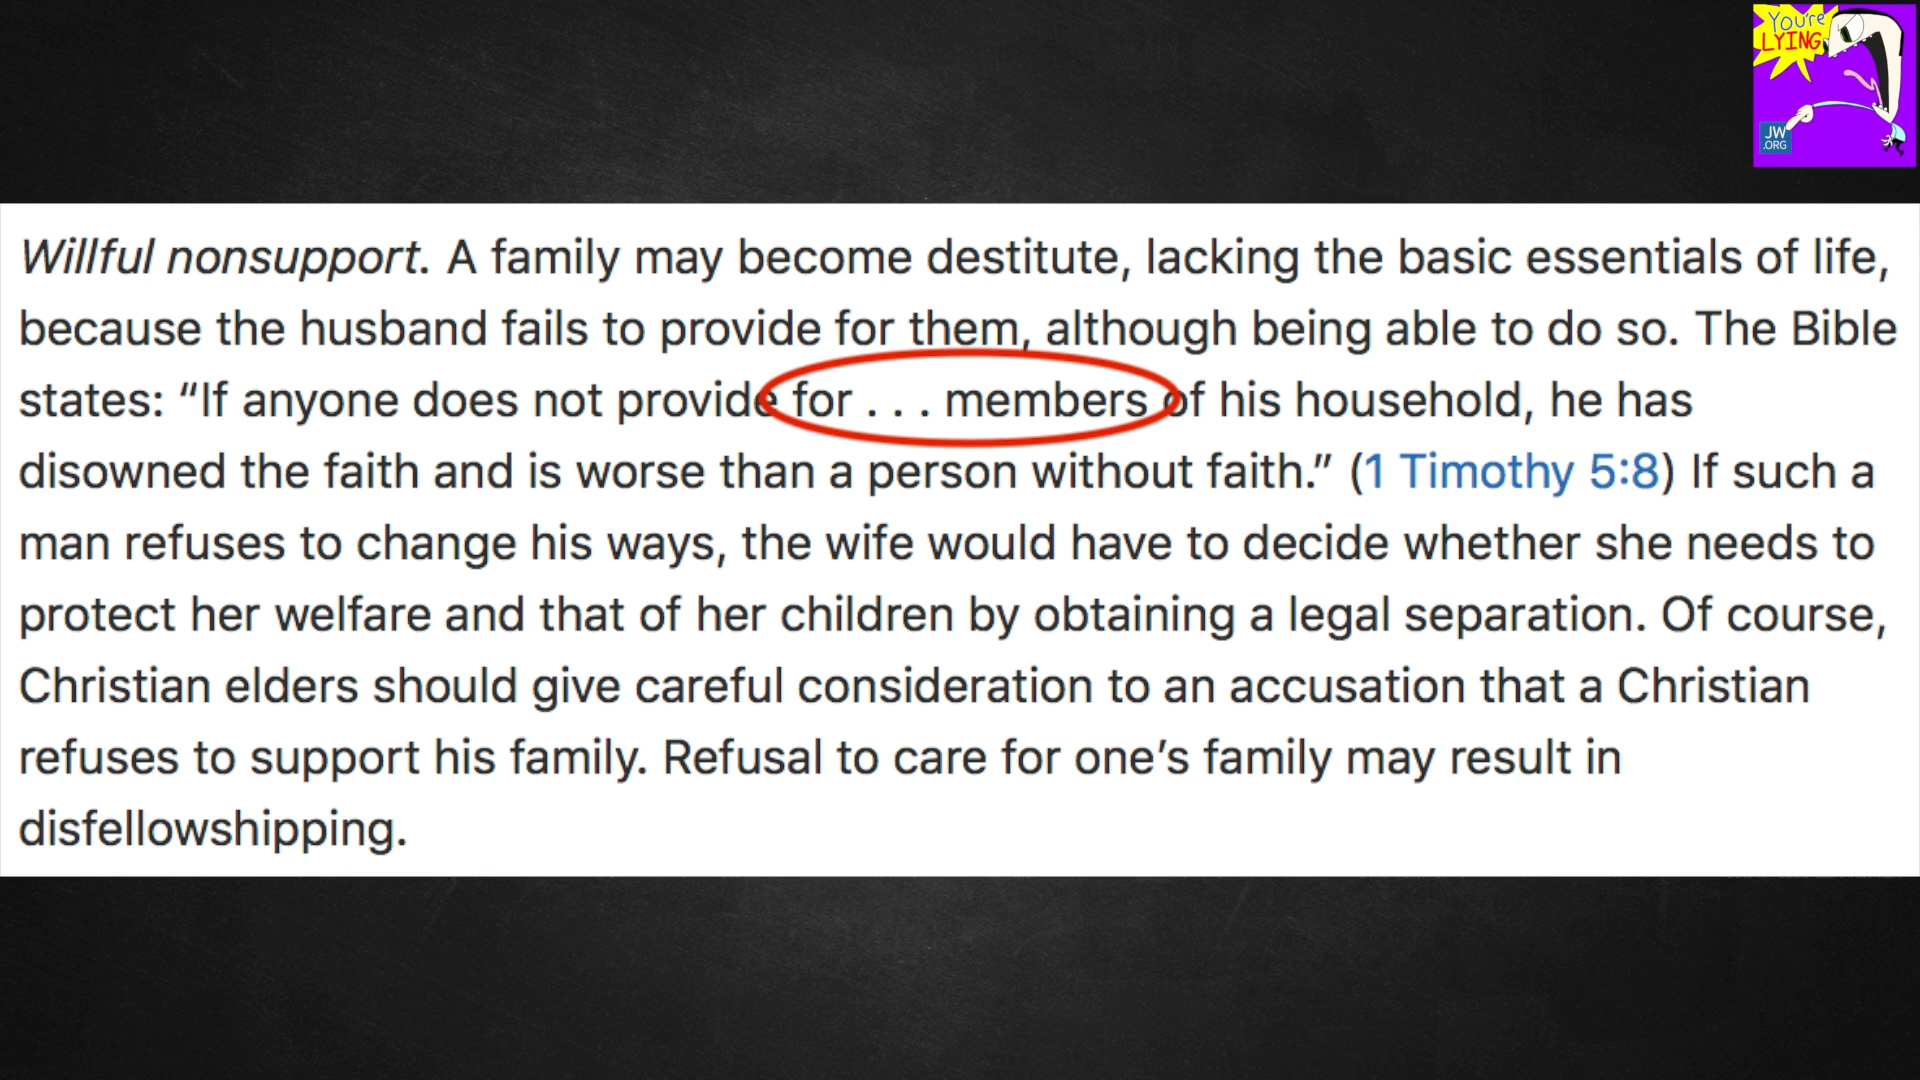 You're
LYING
JW
.ORG
Willful nonsupport. A family may become destitute, lacking the basic essentials of life,
because the husband fails to provide for them, although being able to do so. The Bible
states: “If anyone does not provide for . . . members of his household, he has
disowned the faith and is worse than a person without faith.” (1 Timothy 5:8) If such a
man refuses to change his ways, the wife would have to decide whether she needs to
protect her welfare and that of her children by obtaining a legal separation. Of course,
Christian elders should give careful consideration to an accusation that a Christian
refuses to support his family. Refusal to care for one’s family may result in
disfellowshipping.